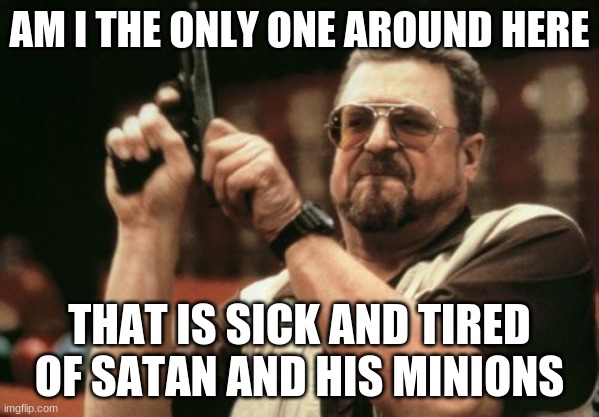 AM I THE ONLY ONE AROUND HERE
THAT IS SICK AND TIRED
OF SATAN AND HIS MINIONS
imgflip.com